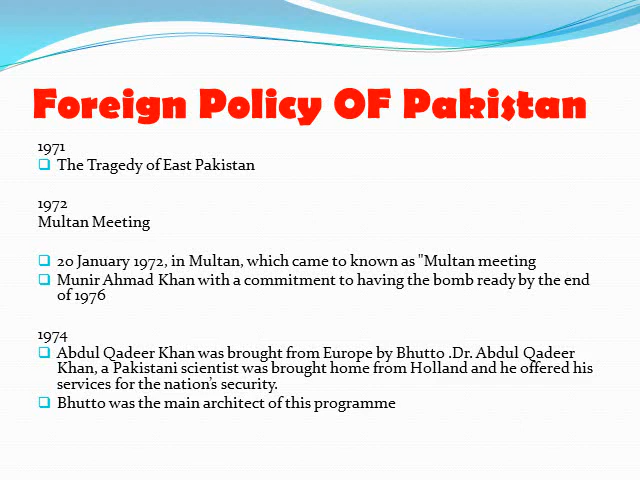 Foreign Policy OF Pakistan
1971
The Tragedy of East Pakistan
1972
Multan Meeting
20 January 1972, in Multan, which came to known as "Multan meeting
Munir Ahmad Khan with a commitment to having the bomb ready by the end
of 1976
1974
Abdul Qadeer Khan was brought from Europe by Bhutto .Dr. Abdul Qadeer
Khan, a Pakistani scientist was brought home from Holland and he offered his
services for the nation's security.
Bhutto was the main architect of this programme